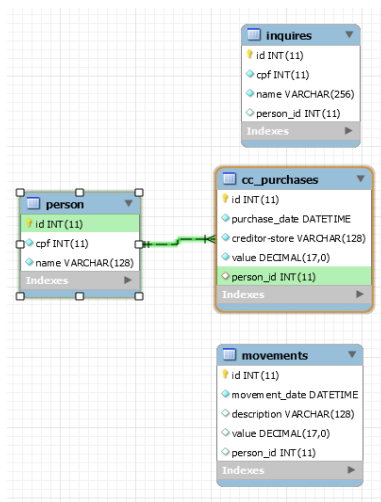 inquires
id INT(11)
cpf INT(11)
name VARCHAR(256)
person_id INT(11)
Indexes
person
id INT(11)
cpf INT(11)
name VARCHAR(128)
Indexes
cc_purchases
id INT(11)
purchase_date DATETIME
creditor-store VARCHAR(128)
value DECIMAL(17,0)
person_id INT(11)
Indexes
movements
id INT(11)
movement_date DATETIME
description VARCHAR(128)
value DECIMAL(17,0)
person_id INT(11)
Indexes